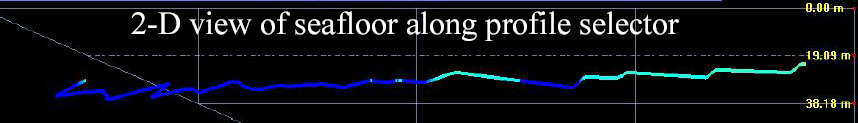 0.00 m
2-D view of seafloor along profile selector
19.09 m
38.18 m